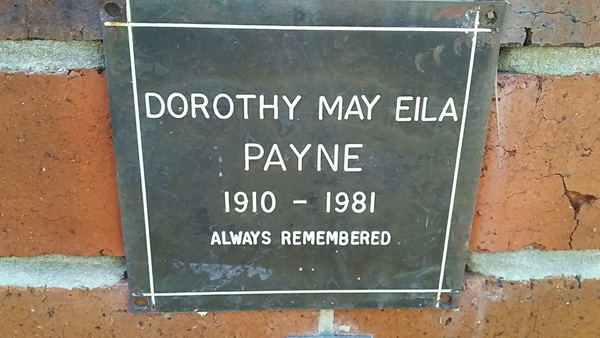 DOROTHY MAY EILA
PAYNE
1910 - 1981
ALWAYS REMEMBERED